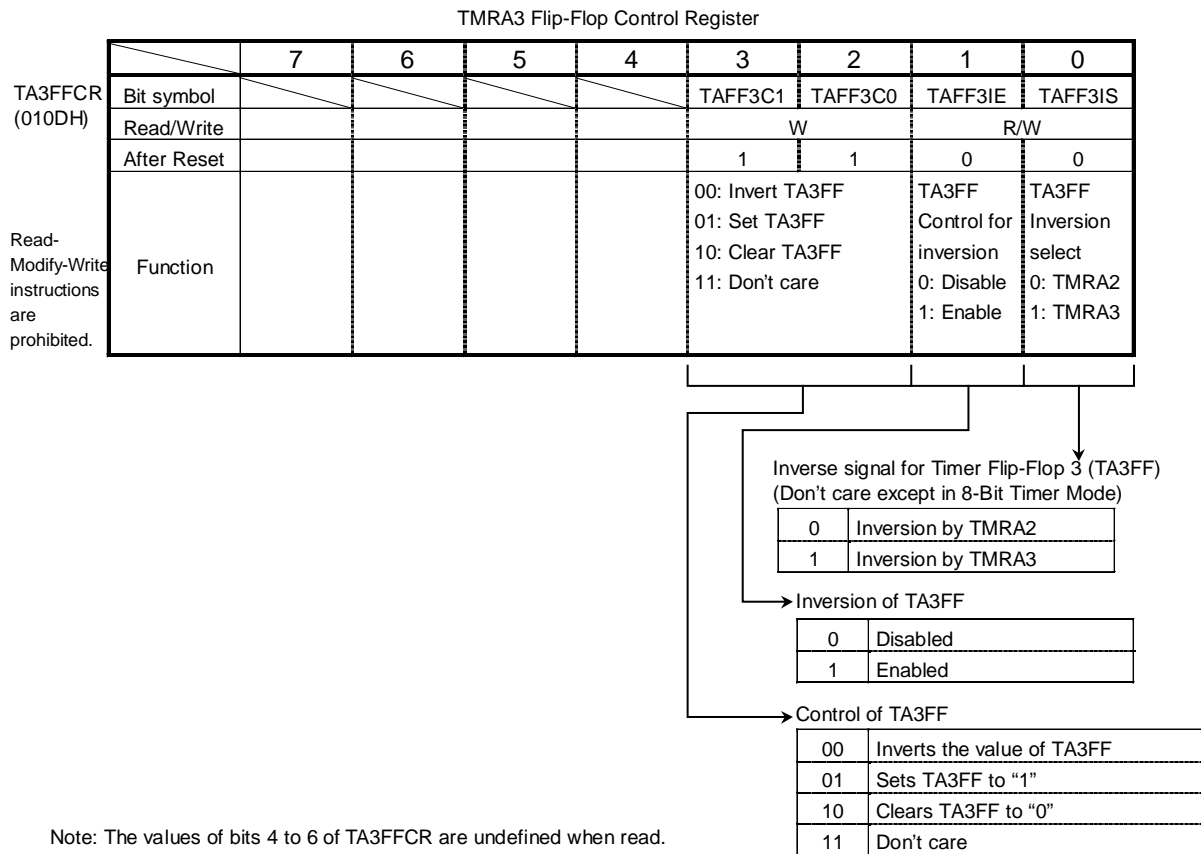 TMRA3 Flip-Flop Control Register
7 6 5 4 3 2 1 0
TA3FFCR
(010DH)
Bit symbol TAFF3C1 TAFF3C0 TAFF3IE TAFF3IS
Read/Write W R/W
After Reset 1 1 0 0
Read-
Modify-Write
instructions
are
prohibited.
Function
00: Invert TA3FF
01: Set TA3FF
10: Clear TA3FF
11: Don't care
TA3FF
Control for
inversion
0: Disable
1: Enable
TA3FF
Inversion
select
0: TMRA2
1: TMRA3
Inverse signal for Timer Flip-Flop 3 (TA3FF)
(Don’t care except in 8-Bit Timer Mode)
0 Inversion by TMRA2
1 Inversion by TMRA3
Inversion of TA3FF
0 Disabled
1 Enabled
Control of TA3FF
00 Inverts the value of TA3FF
01 Sets TA3FF to “1”
10 Clears TA3FF to “0”
11 Don’t care
Note: The values of bits 4 to 6 of TA3FFCR are undefined when read.